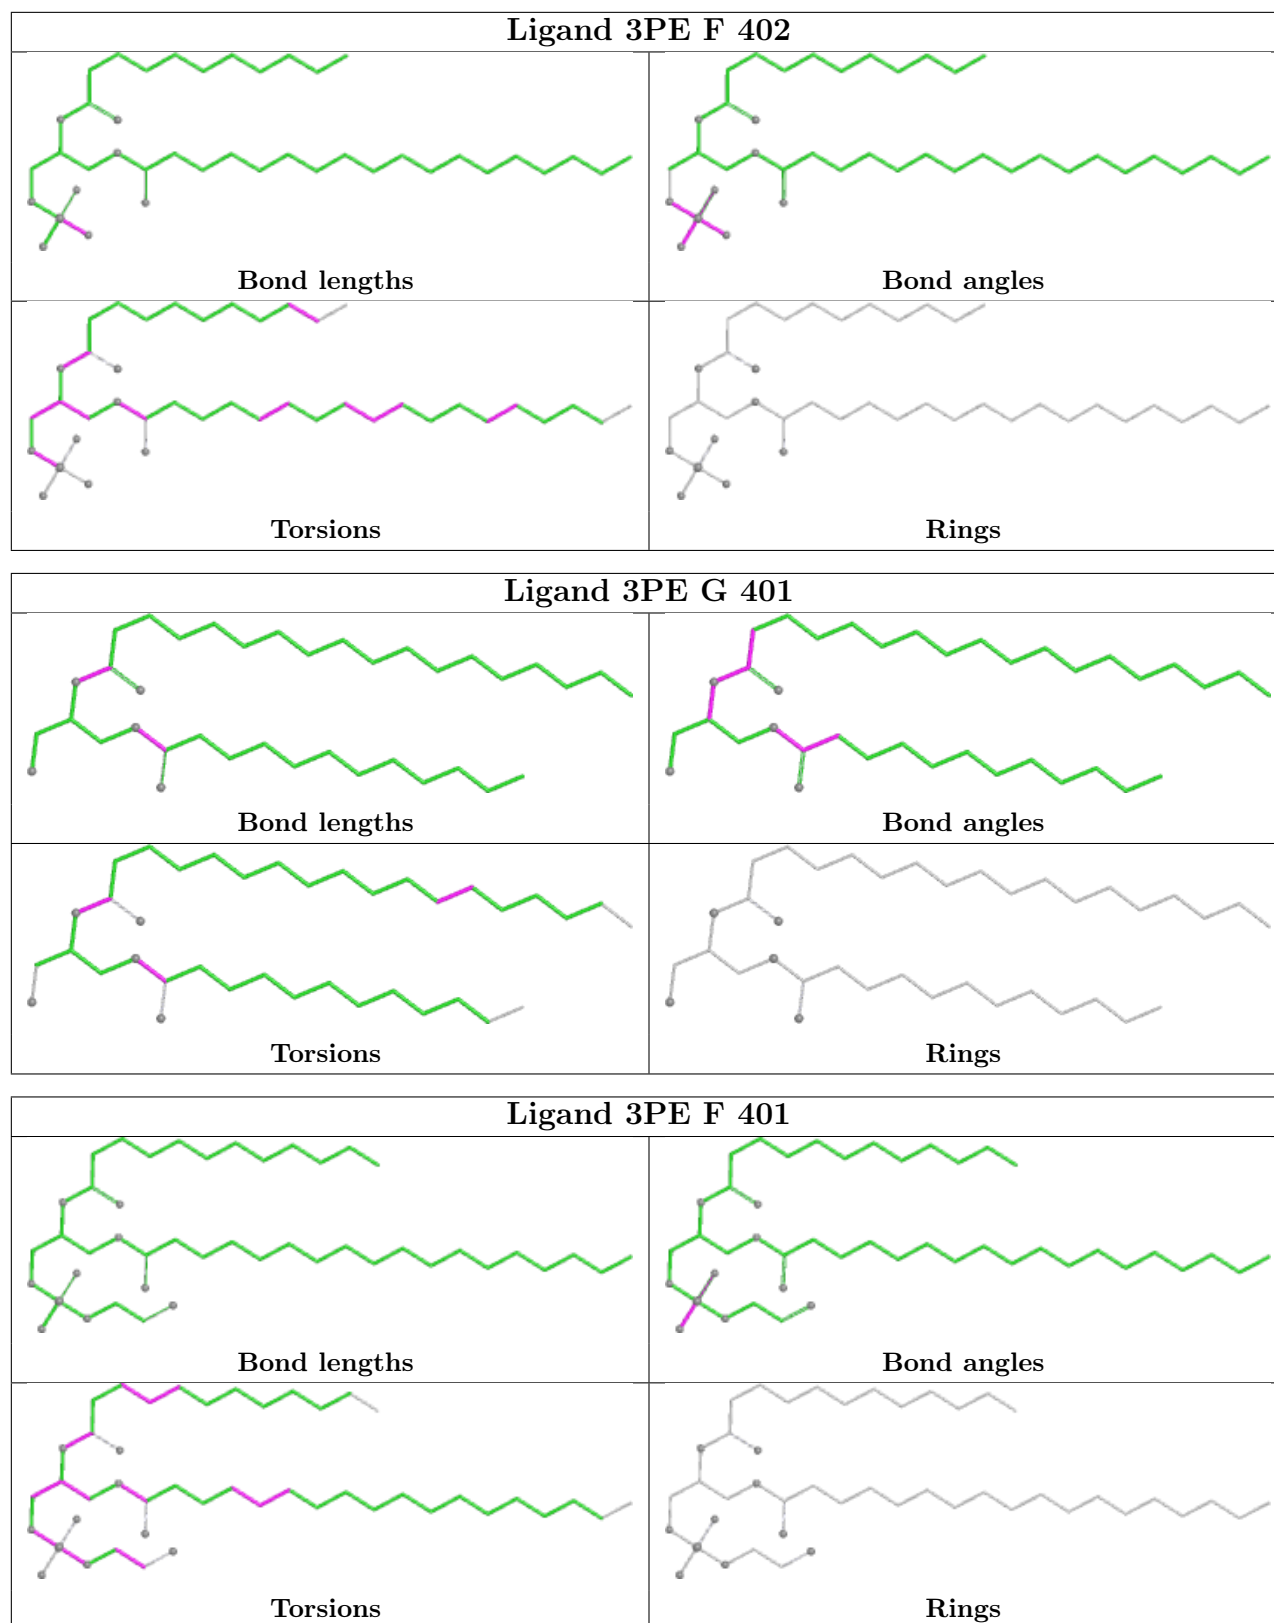 Ligand 3PE F 402
Bond lengths
Bond angles
Torsions
Rings
Ligand 3PE G 401
Bond lengths
Bond angles
Torsions
Rings
Ligand 3PE F 401
Bond lengths
Bond angles
Torsions
Rings